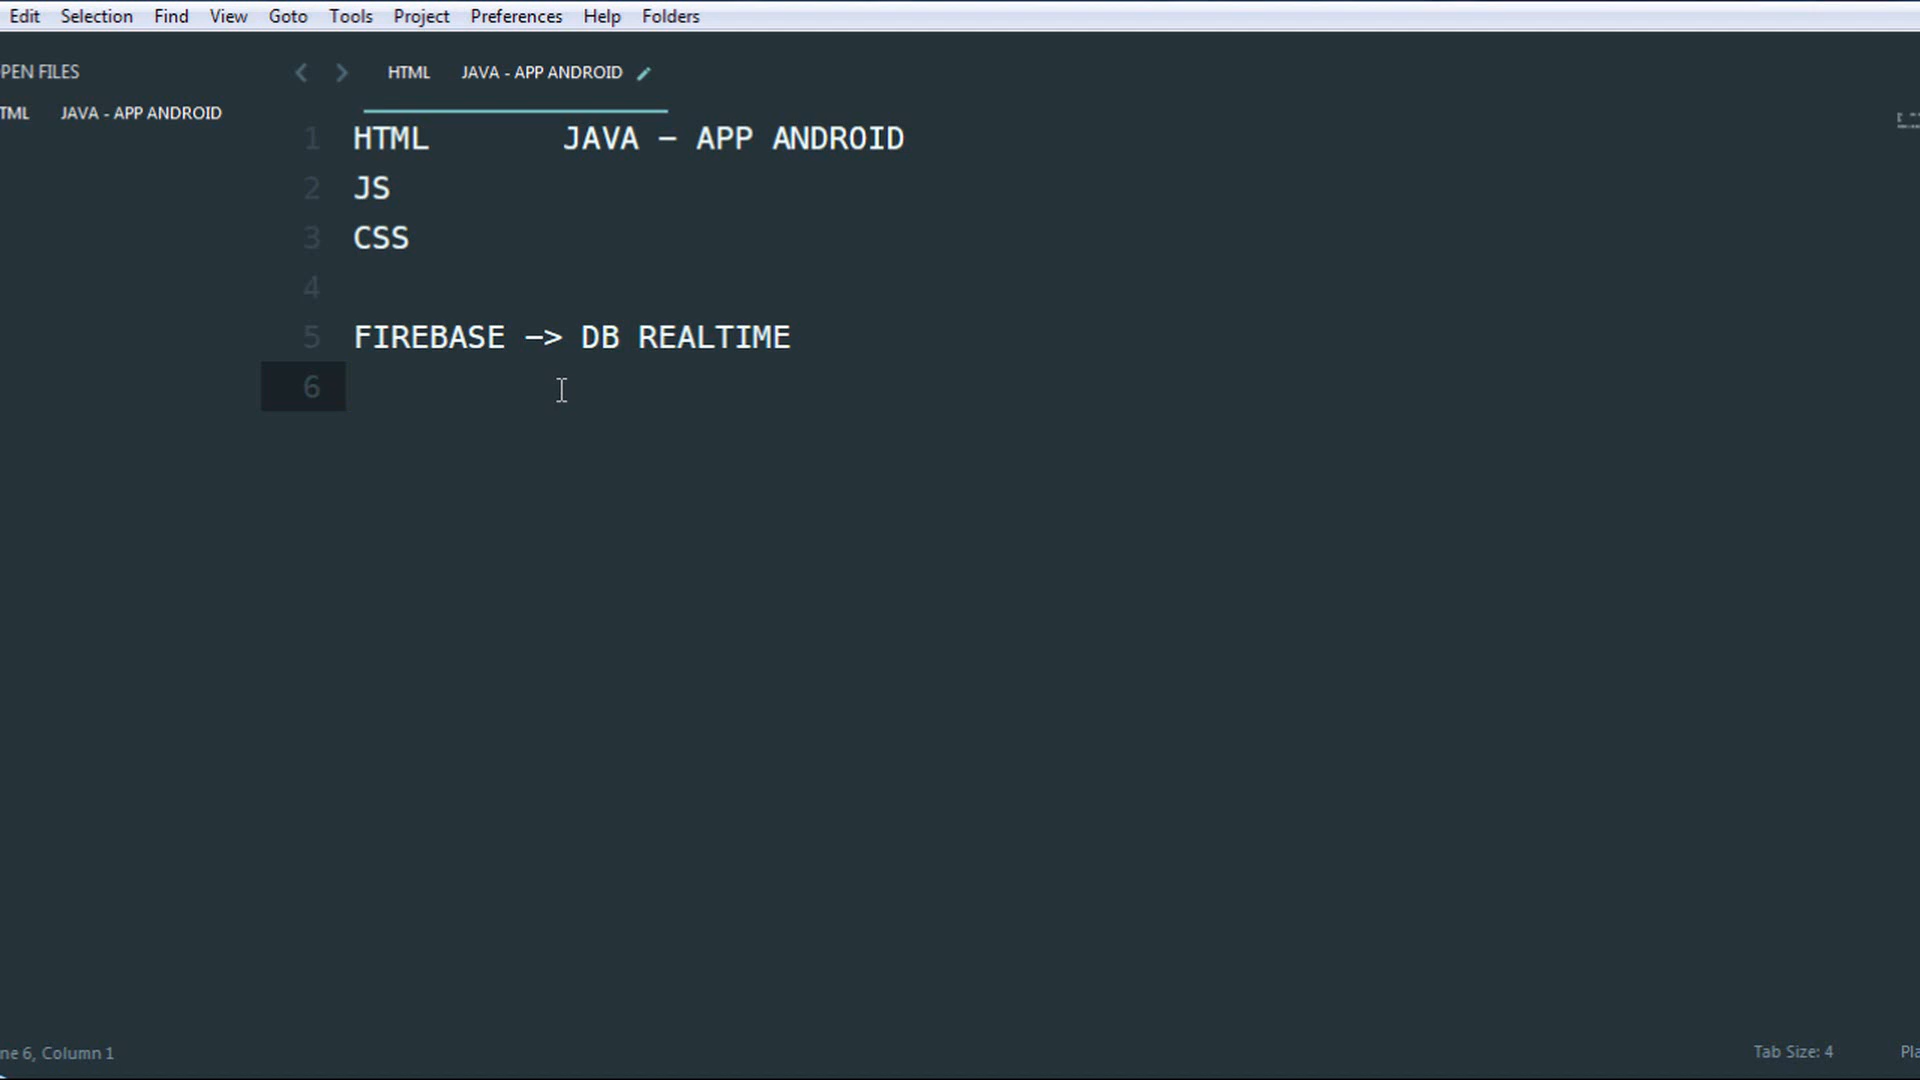 Edit Selection Find View Goto Tools Project Preferences Help Folders
PEN FILES
HTML JAVA - APP ANDROID
TML JAVA - APP ANDROID
1 HTML JAVA - APP ANDROID
2 JS
3 CSS
4
5 FIREBASE -> DB REALTIME
6
ne 6, Column 1
Tab Size: 4
Pla